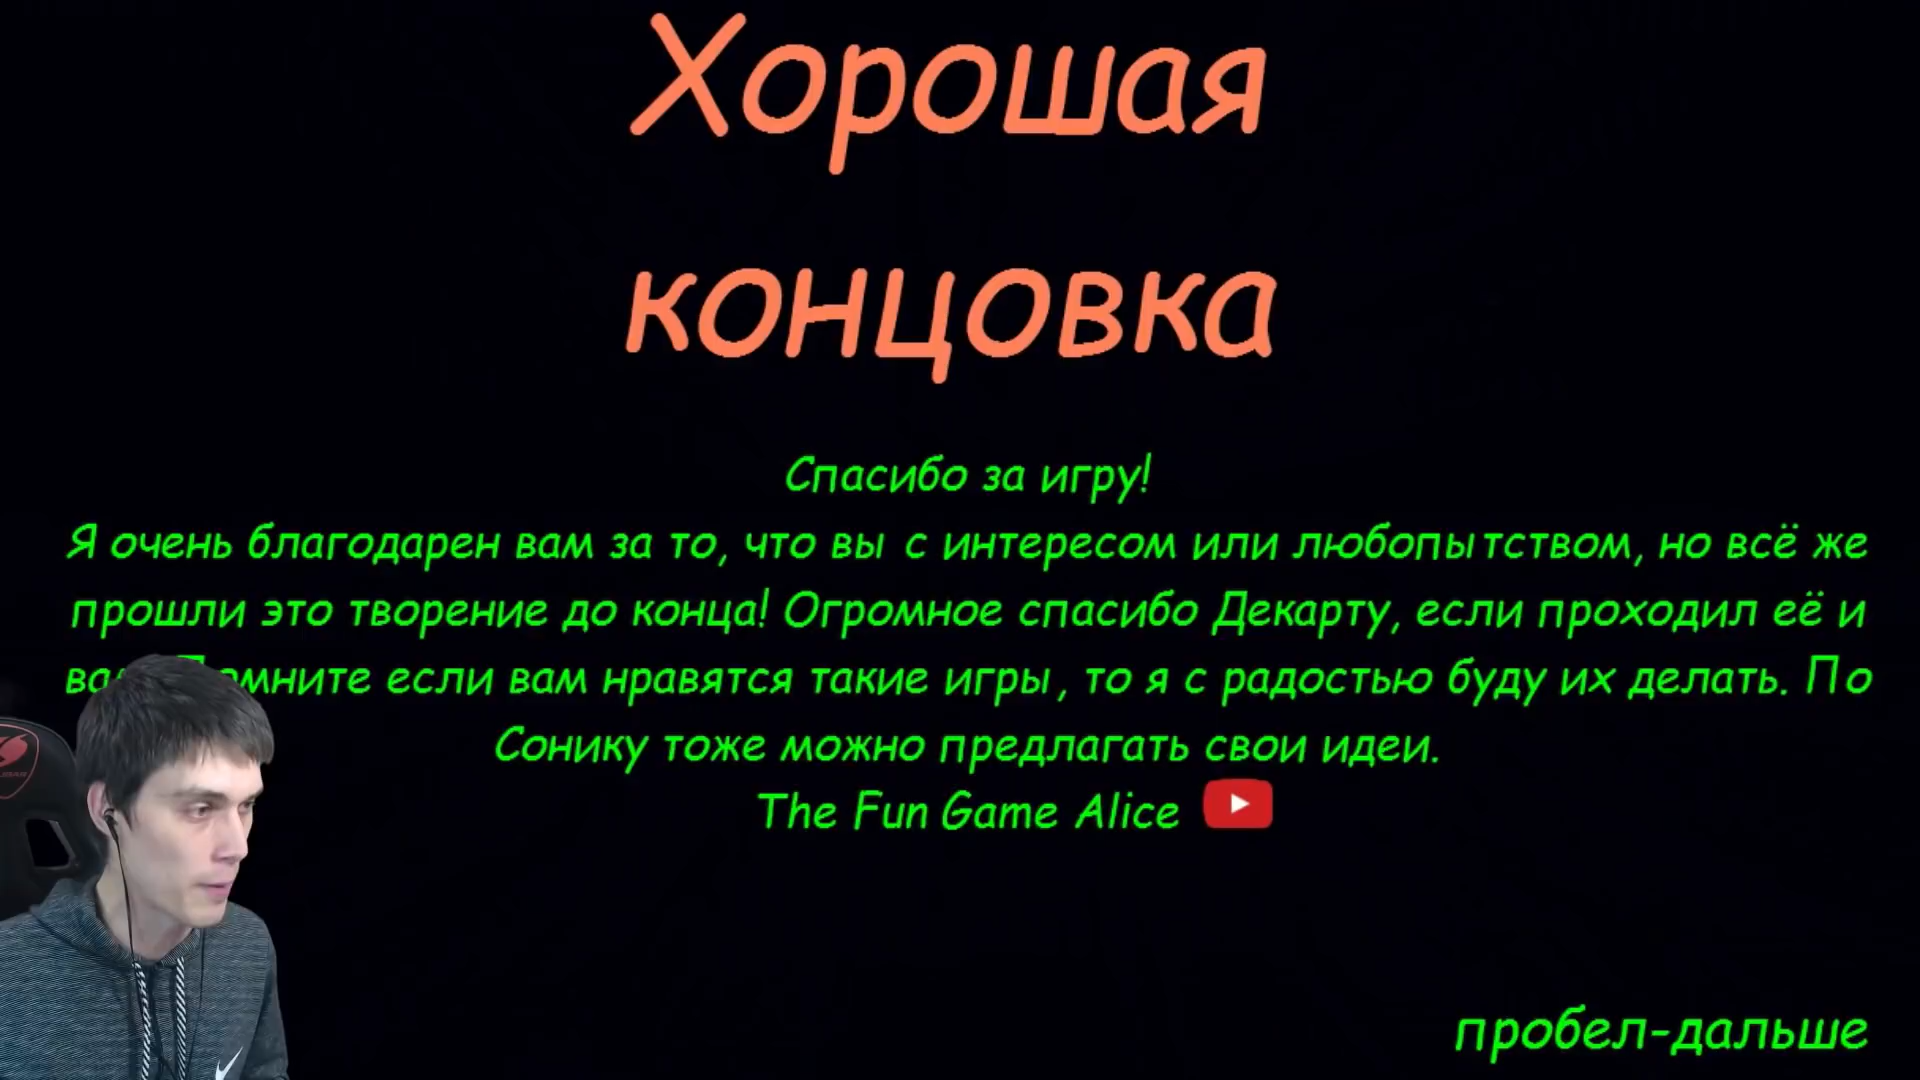 Хорошая
концовка
Спасибо за игру!
Я очень благодарен вам за то, что вы с интересом или любопытством, но всё же
прошли это творение до конца! Огромное спасибо Декарту, если проходил её и
если вам нравятся такие игры, то я с радостью буду их делать. По
Сонику тоже можно предлагать свои идеи.
The Fun Game Alice
пробел-дальше